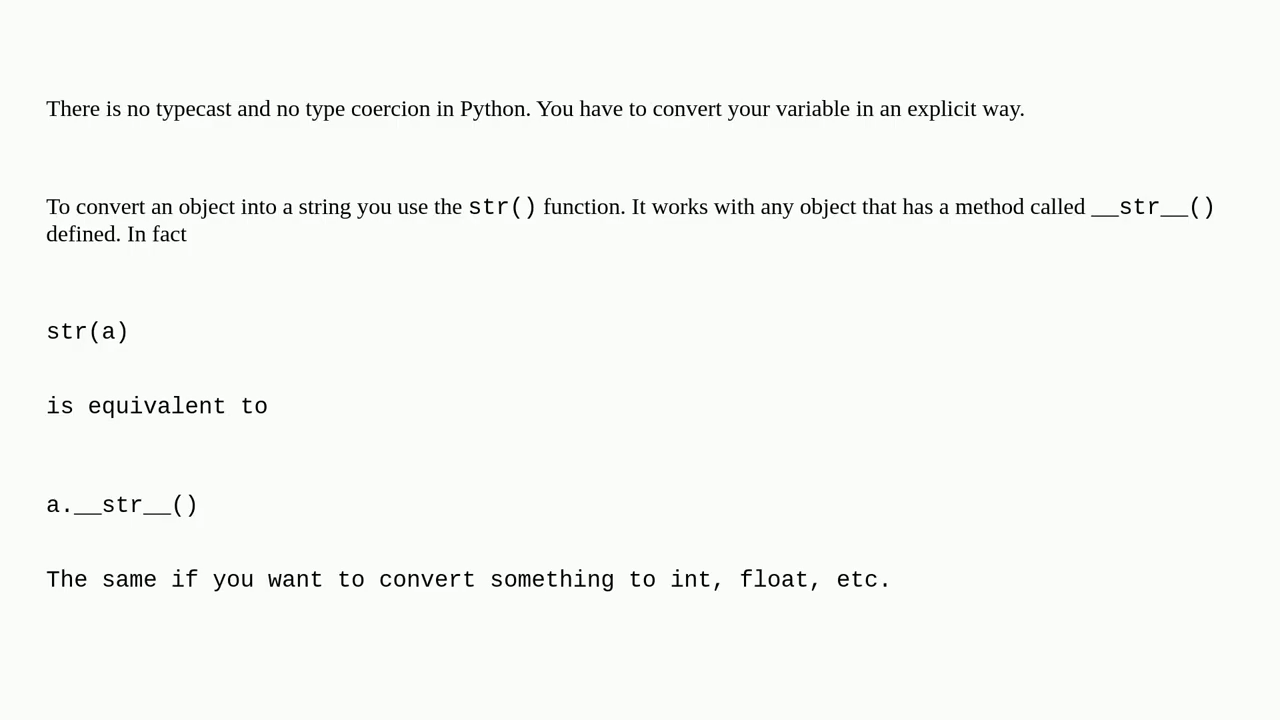 There is no typecast and no type coercion in Python. You have to convert your variable in an explicit way.
To convert an object into a string you use the str() function. It works with any object that has a method called __str__()
defined. In fact
str(a)
is equivalent to
a.__str__()
The same if you want to convert something to int, float, etc.